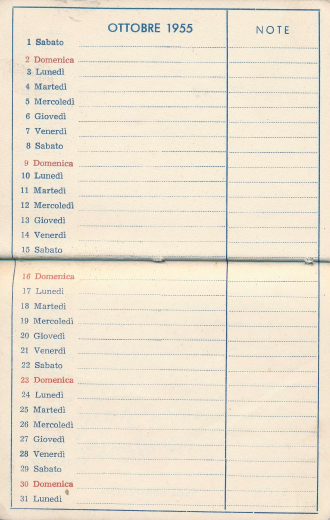 OTTOBRE 1955 NOTE
1 Sabato
2 Domenica
3 Lunedì
4 Martedì
5 Mercoledì
6 Giovedì
7 Venerdì
8 Sabato
9 Domenica
10 Lunedì
11 Martedì
12 Mercoledì
13 Giovedì
14 Venerdì
15 Sabato
16 Domenica
17 Lunedì
18 Martedì
19 Mercoledì
20 Giovedì
21 Venerdì
22 Sabato
23 Domenica
24 Lunedì
25 Martedì
26 Mercoledì
27 Giovedì
28 Venerdì
29 Sabato
30 Domenica
31 Lunedì